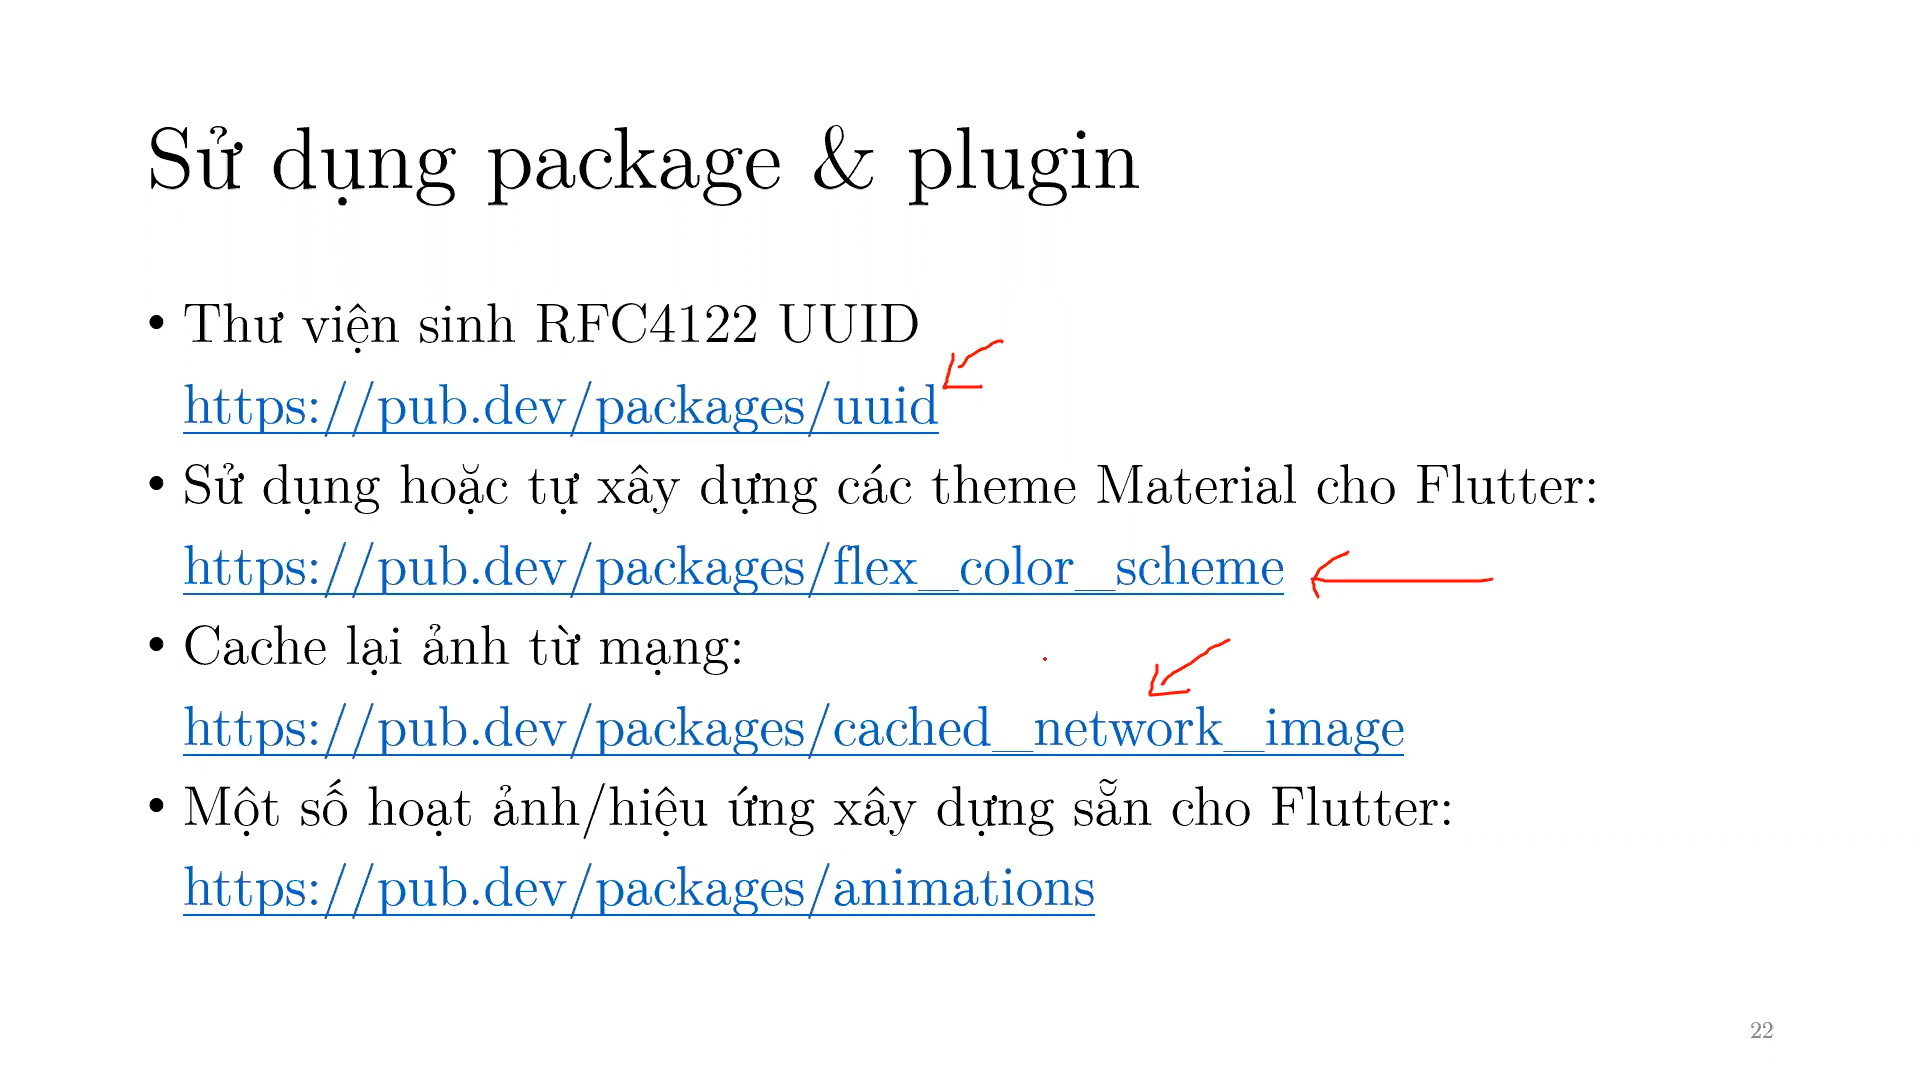 Sử dụng package & plugin
• Thư viện sinh RFC4122 UUID
https://pub.dev/packages/uuid
• Sử dụng hoặc tự xây dựng các theme Material cho Flutter:
https://pub.dev/packages/flex_color_scheme
• Cache lại ảnh từ mạng:
https://pub.dev/packages/cached_network_image
• Một số hoạt ảnh/hiệu ứng xây dựng sẵn cho Flutter:
https://pub.dev/packages/animations
22